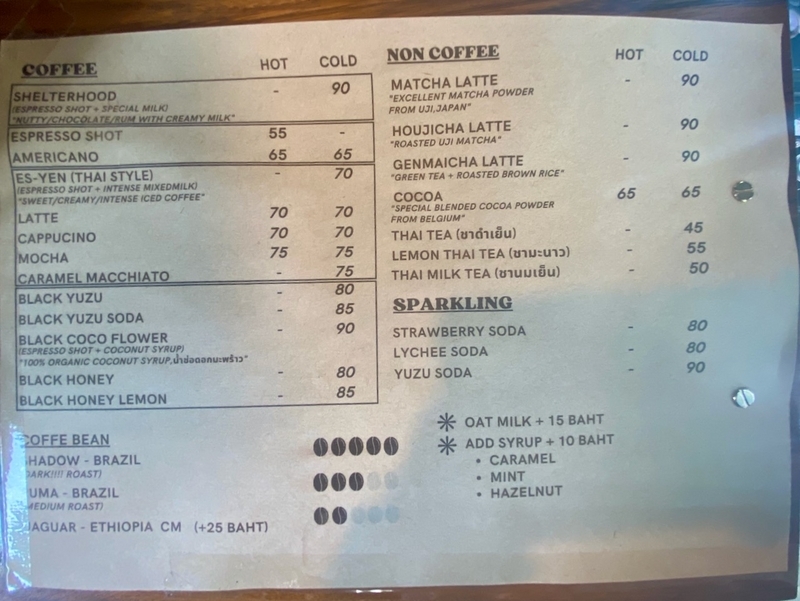 COFFEE HOT COLD
SHELTERHOOD - 90
(ESPRESSO SHOT + SPECIAL MILK)
"NUTTY/CHOCOLATE/RUM WITH CREAMY MILK"
ESPRESSO SHOT 55 -
AMERICANO 65 65
ES-YEN (THAI STYLE) - 70
(ESPRESSO SHOT + INTENSE MIXEDMILK)
"SWEET/CREAMY/INTENSE ICED COFFEE"
LATTE 70 70
CAPPUCINO 70 70
MOCHA 75 75
CARAMEL MACCHIATO - 75
BLACK YUZU - 80
BLACK YUZU SODA - 85
BLACK COCO FLOWER - 90
(ESPRESSO SHOT + COCONUT SYRUP)
"100% ORGANIC COCONUT SYRUP,น้ำช่อดอกมะพร้าว"
BLACK HONEY - 80
BLACK HONEY LEMON - 85
COFFE BEAN
HADOW - BRAZIL
ARK!!!! ROAST)
UMA - BRAZIL
MEDIUM ROAST)
AGUAR - ETHIOPIA CM (+25 BAHT)
NON COFFEE HOT COLD
MATCHA LATTE - 90
"EXCELLENT MATCHA POWDER
FROM UJI,JAPAN"
HOUJICHA LATTE - 90
"ROASTED UJI MATCHA"
GENMAICHA LATTE - 90
"GREEN TEA + ROASTED BROWN RICE"
COCOA 65 65
"SPECIAL BLENDED COCOA POWDER
FROM BELGIUM"
THAI TEA (ชาดำเย็น) - 45
LEMON THAI TEA (ชามะนาว) - 55
THAI MILK TEA (ชานมเย็น) - 50
SPARKLING
STRAWBERRY SODA - 80
LYCHEE SODA - 80
YUZU SODA - 90
OAT MILK + 15 BAHT
ADD SYRUP + 10 BAHT
• CARAMEL
• MINT
• HAZELNUT